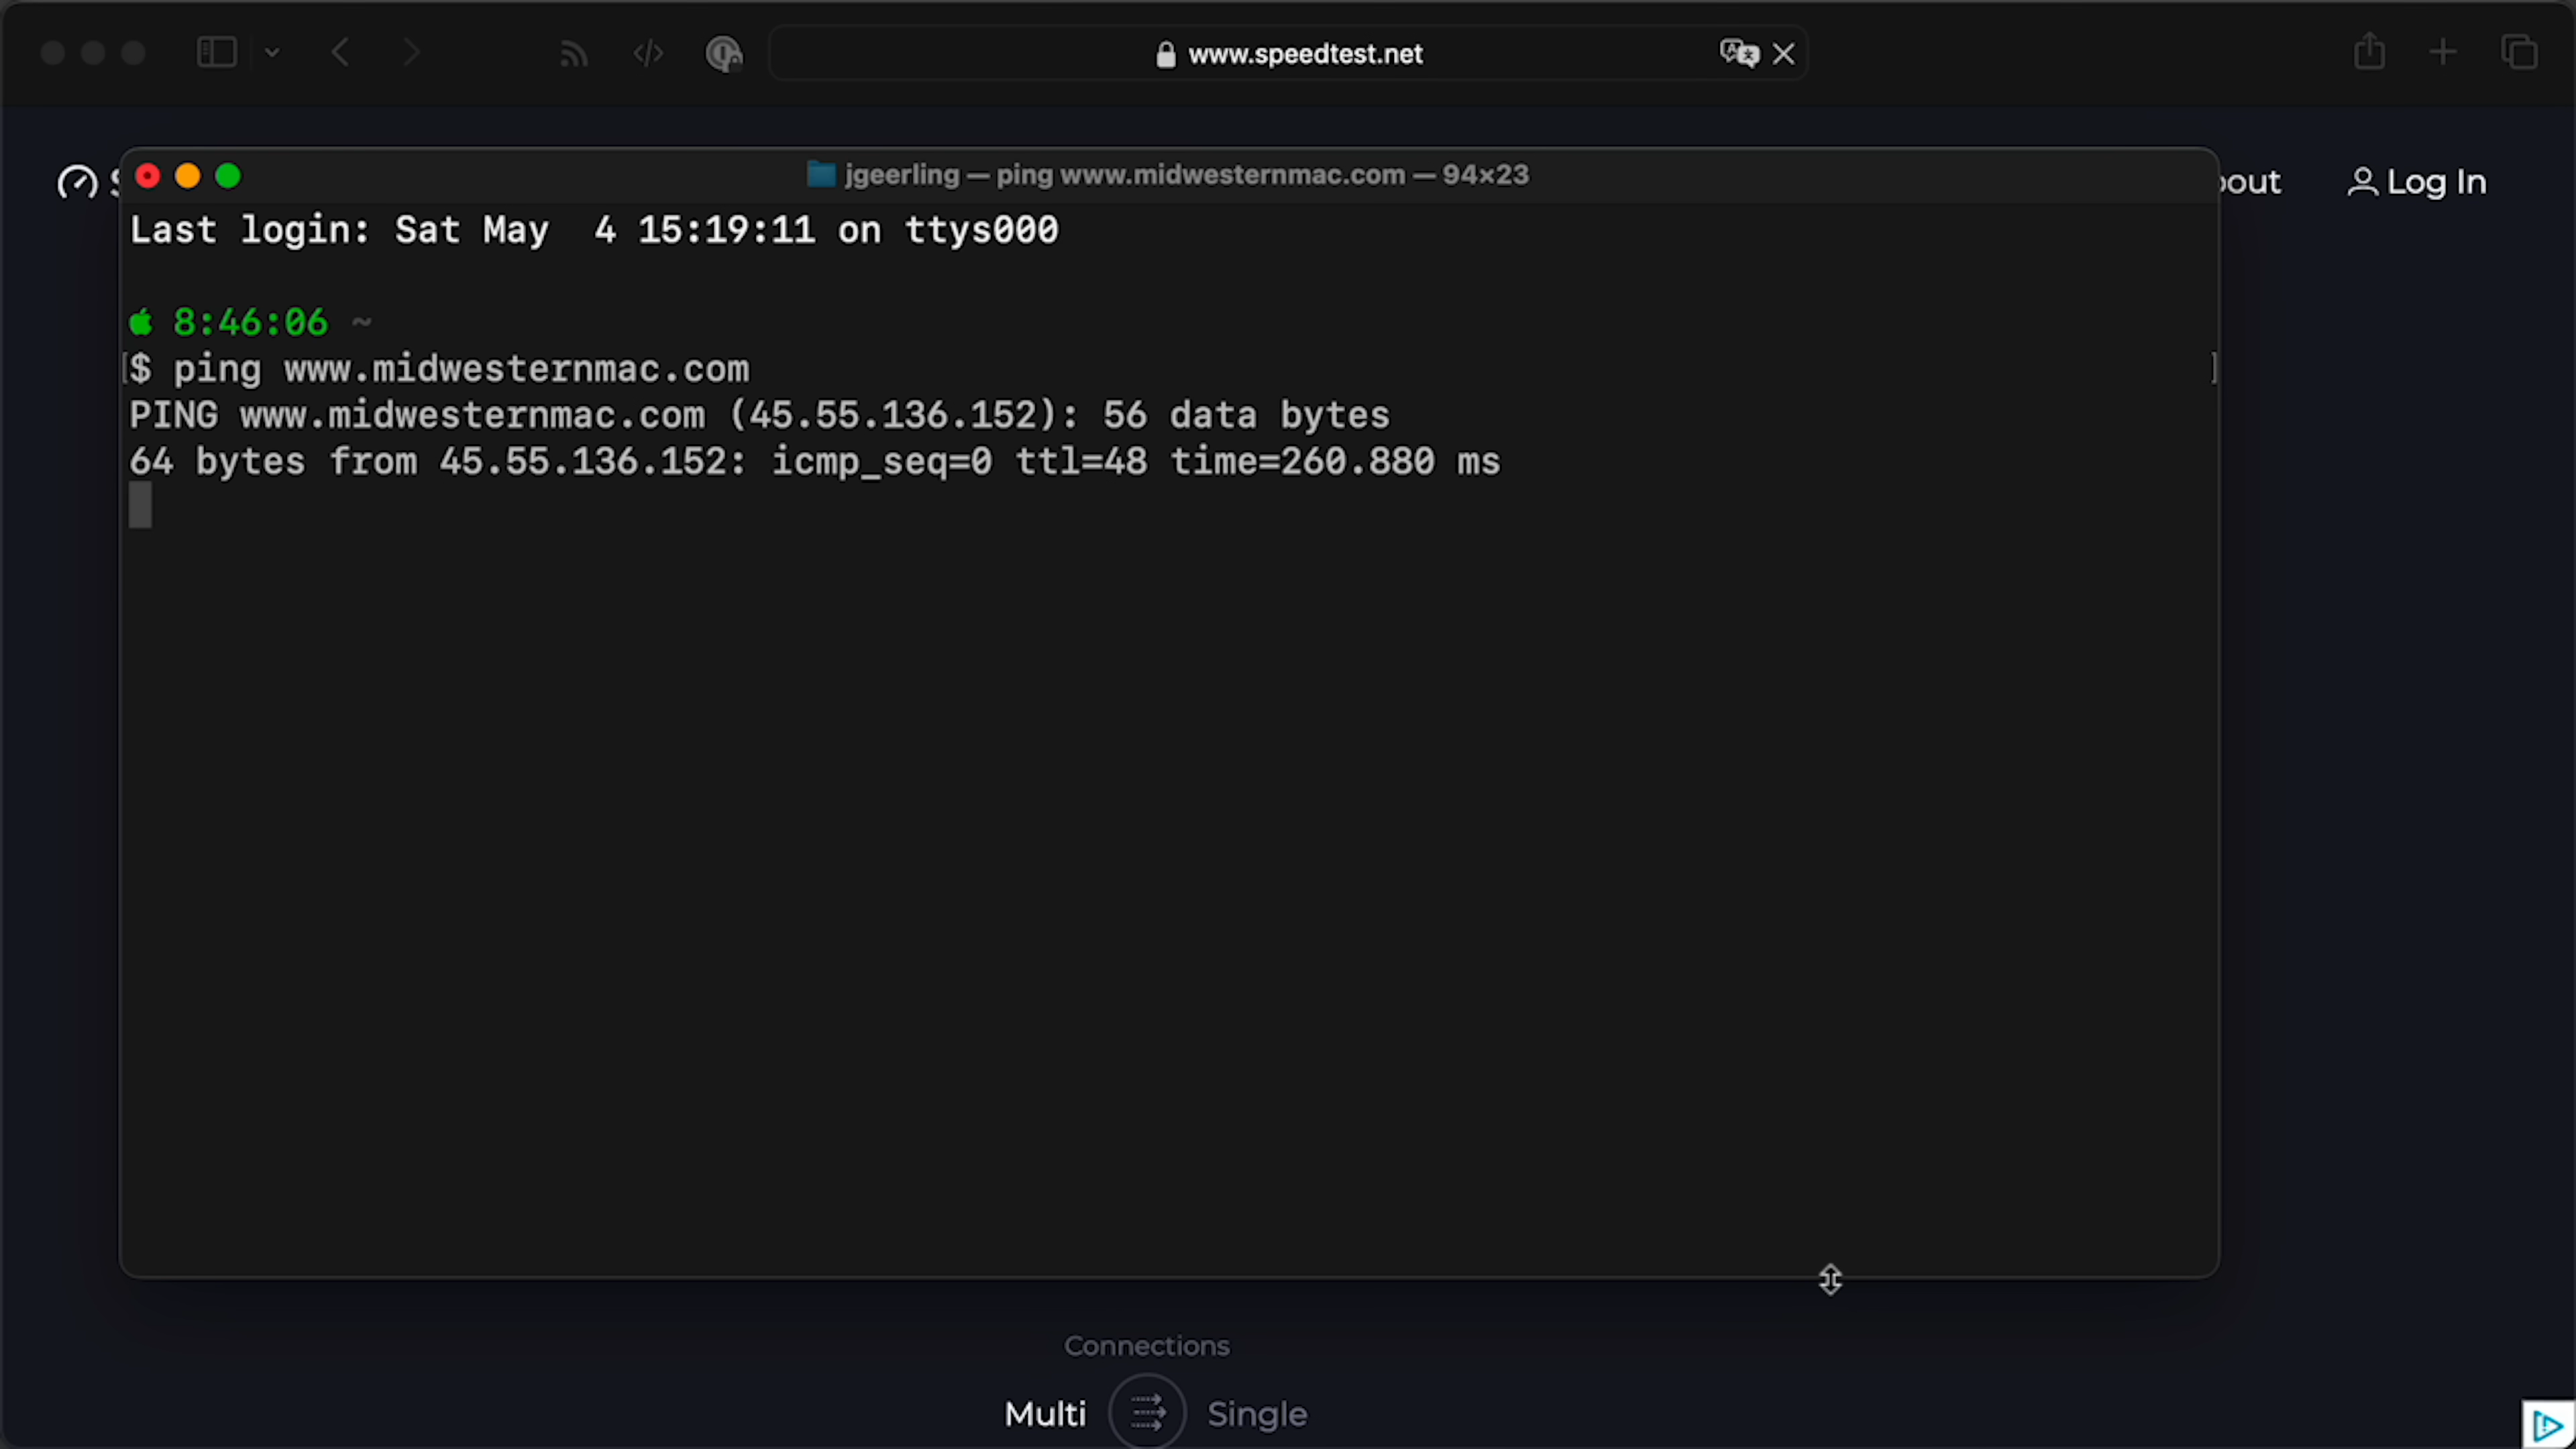 www.speedtest.net
jgeerling — ping www.midwesternmac.com — 94×23
S
bout
Log In
Last login: Sat May  4 15:19:11 on ttys000
8:46:06 ~
[$ ping www.midwesternmac.com ]
PING www.midwesternmac.com (45.55.136.152): 56 data bytes
64 bytes from 45.55.136.152: icmp_seq=0 ttl=48 time=260.880 ms
Connections
Multi
Single